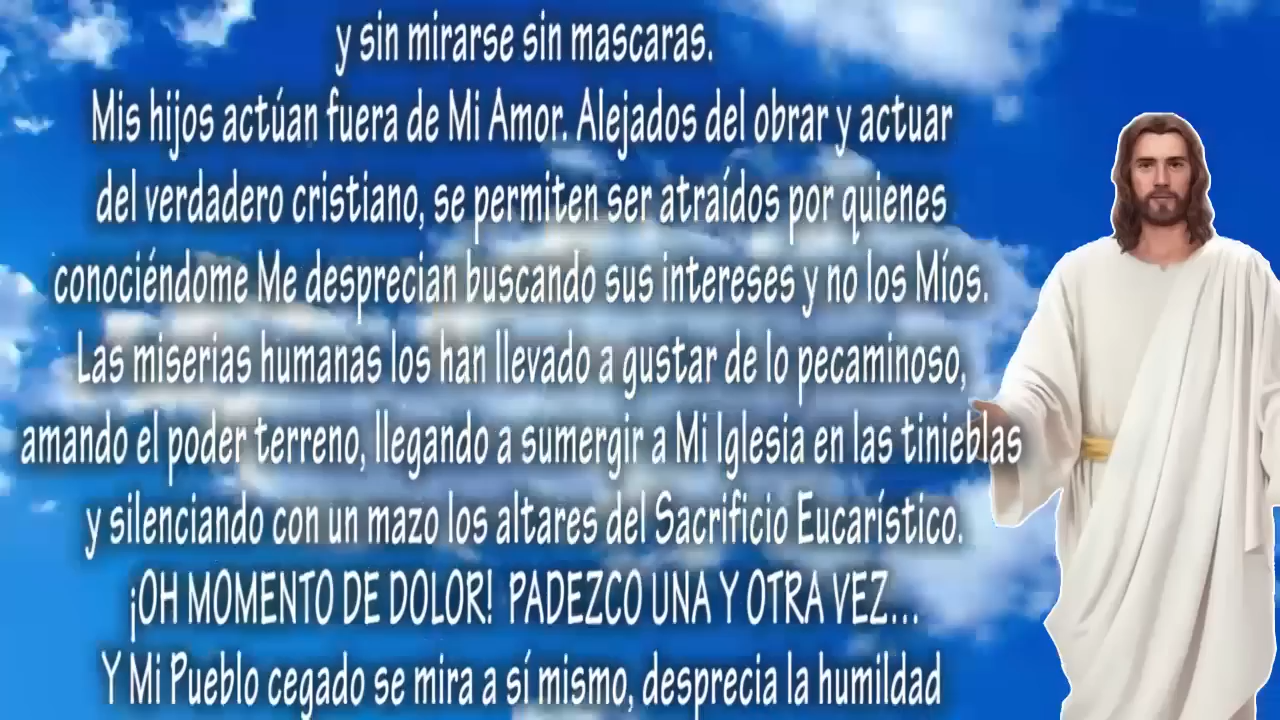 y sin mirarse sin mascaras.
Mis hijos actúan fuera de Mi Amor. Alejados del obrar y actuar
del verdadero cristiano, se permiten ser atraídos por quienes
conociéndome Me desprecian buscando sus intereses y no los Míos.
Las miserias humanas los han llevado a gustar de lo pecaminoso,
amando el poder terreno, llegando a sumergir a Mi Iglesia en las tinieblas
y silenciando con un mazo los altares del Sacrificio Eucarístico.
¡OH MOMENTO DE DOLOR! PADEZCO UNA Y OTRA VEZ...
Y Mi Pueblo cegado se mira a sí mismo, desprecia la humildad